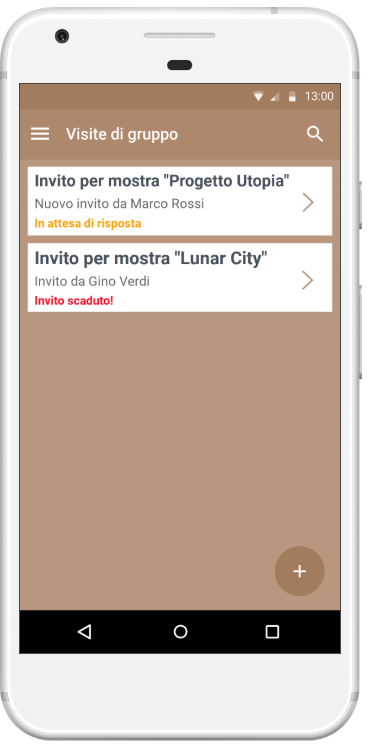 13:00
Visite di gruppo
Invito per mostra "Progetto Utopia"
Nuovo invito da Marco Rossi
In attesa di risposta
Invito per mostra "Lunar City"
Invito da Gino Verdi
Invito scaduto!
+